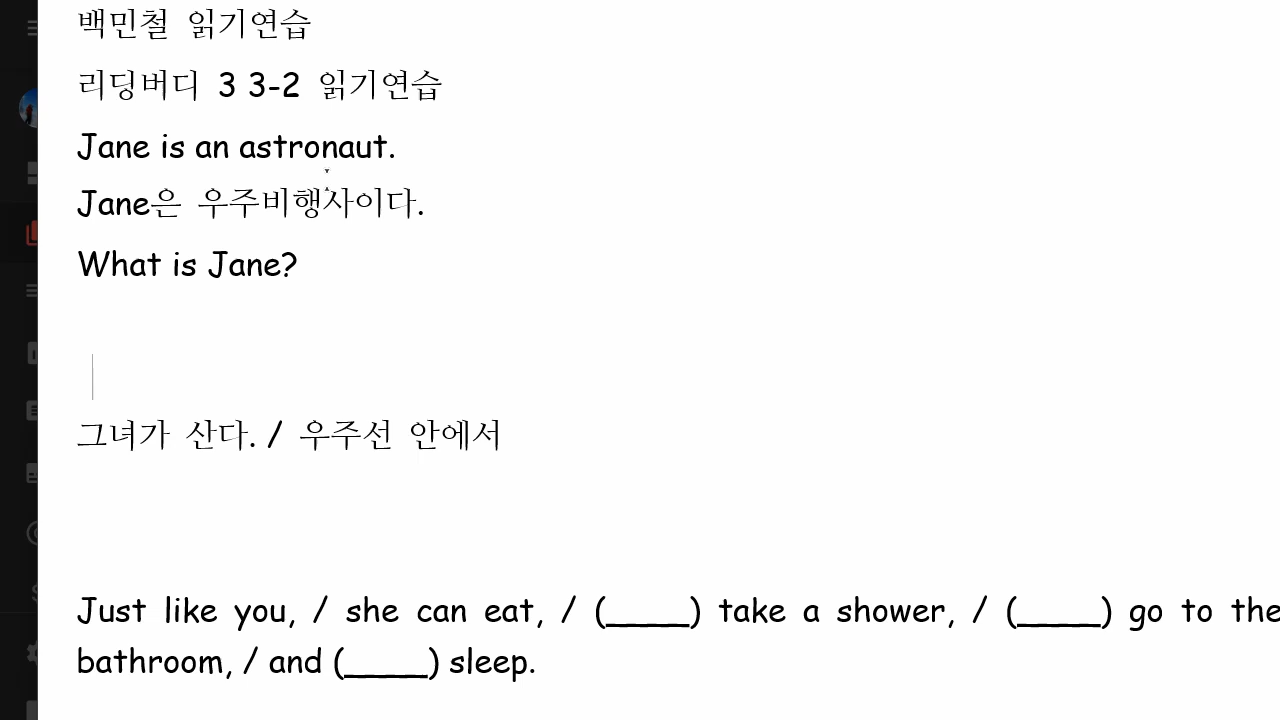 백민철 읽기연습
리딩버디 3 3-2 읽기연습
Jane is an astronaut.
Jane은 우주비행사이다.
What is Jane?
그녀가 산다. / 우주선 안에서
Just like you, / she can eat, / (_____) take a shower, / (_____) go to the
bathroom, / and (_____) sleep.